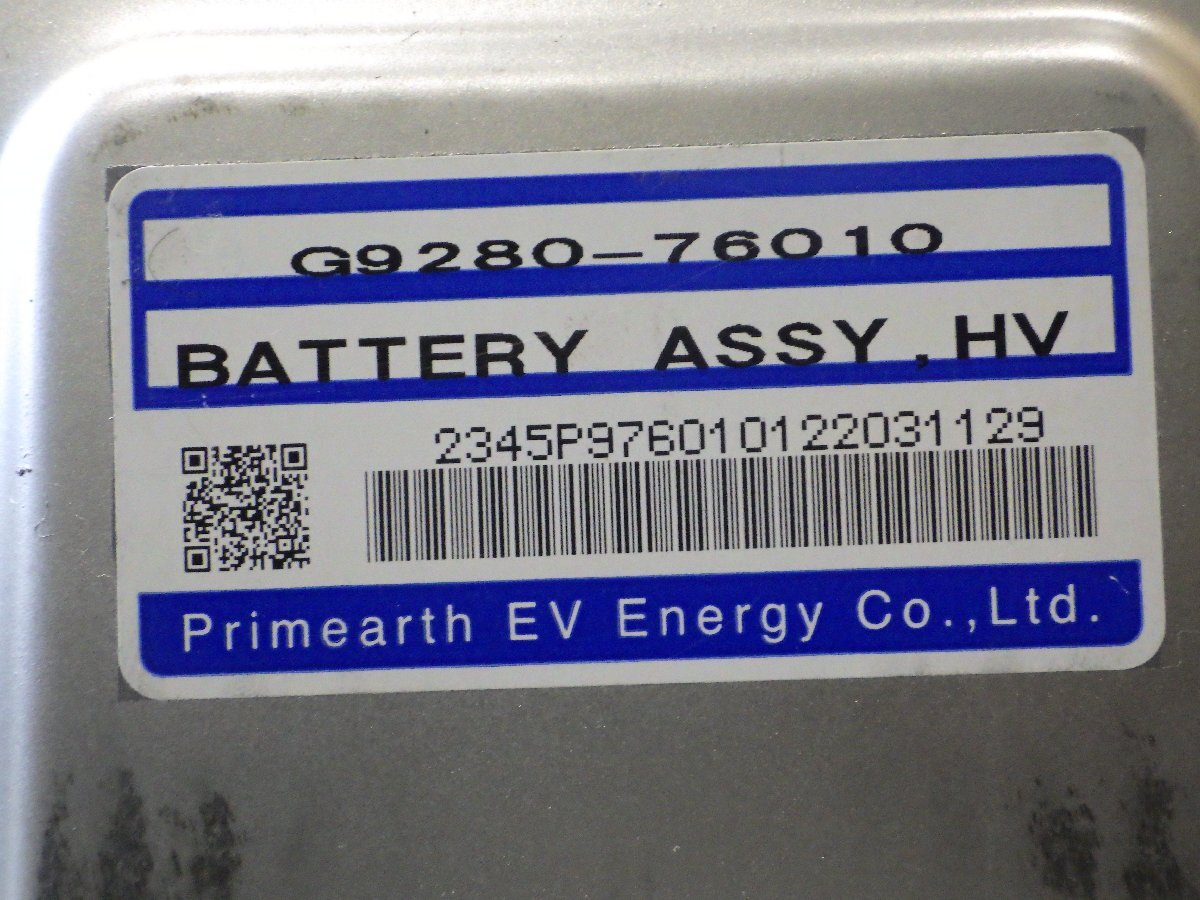 G9280-76010
BATTERY ASSY,HV
2345P976010122031129
Primearth EV Energy Co.,Ltd.